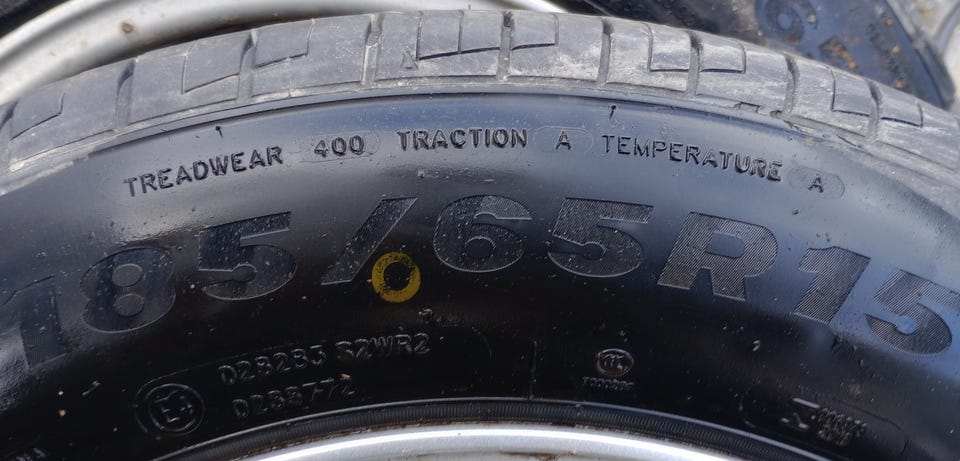 TREADWEAR 400 TRACTION A TEMPERATURE A
185/65R15
028283 S2WR2
0288772